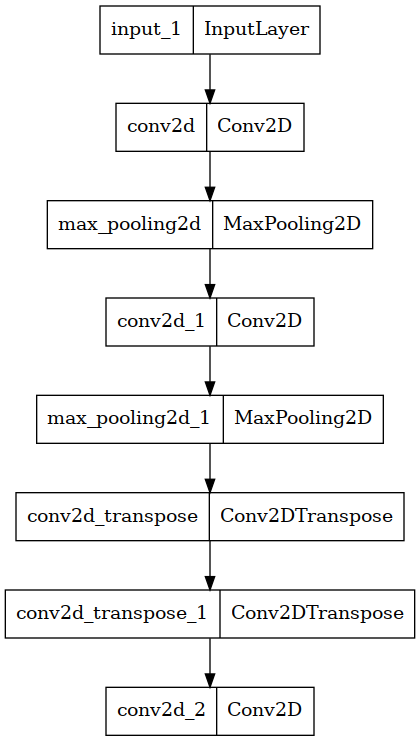 input_1 InputLayer
conv2d Conv2D
max_pooling2d MaxPooling2D
conv2d_1 Conv2D
max_pooling2d_1 MaxPooling2D
conv2d_transpose Conv2DTranspose
conv2d_transpose_1 Conv2DTranspose
conv2d_2 Conv2D